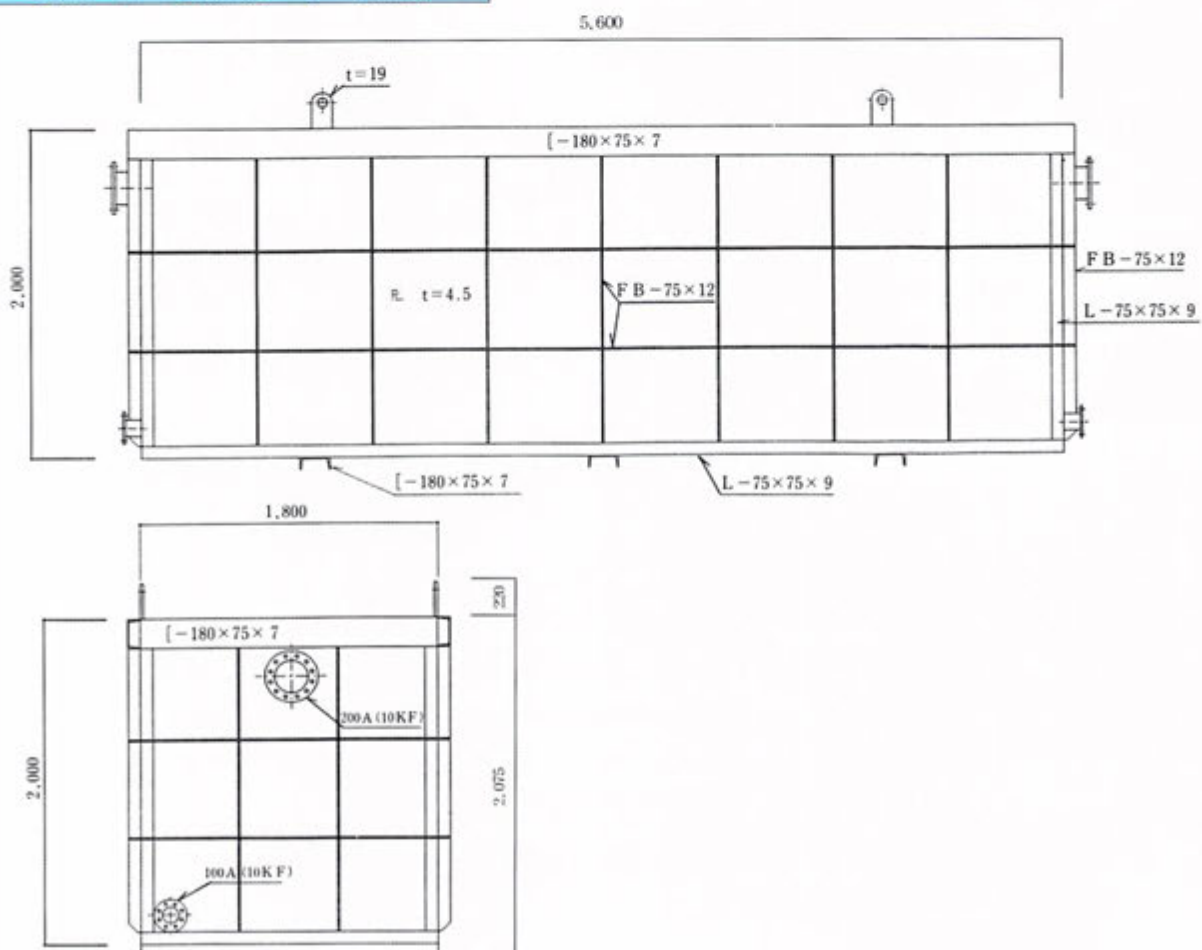 5,600
t=19
[-180×75×7
2,000
FB-75×12
L-75×75×9
PL t=4.5
FB-75×12
[-180×75×7
L-75×75×9
1,800
220
[-180×75×7
200A(10KF)
2,000
2,075
100A(10KF)